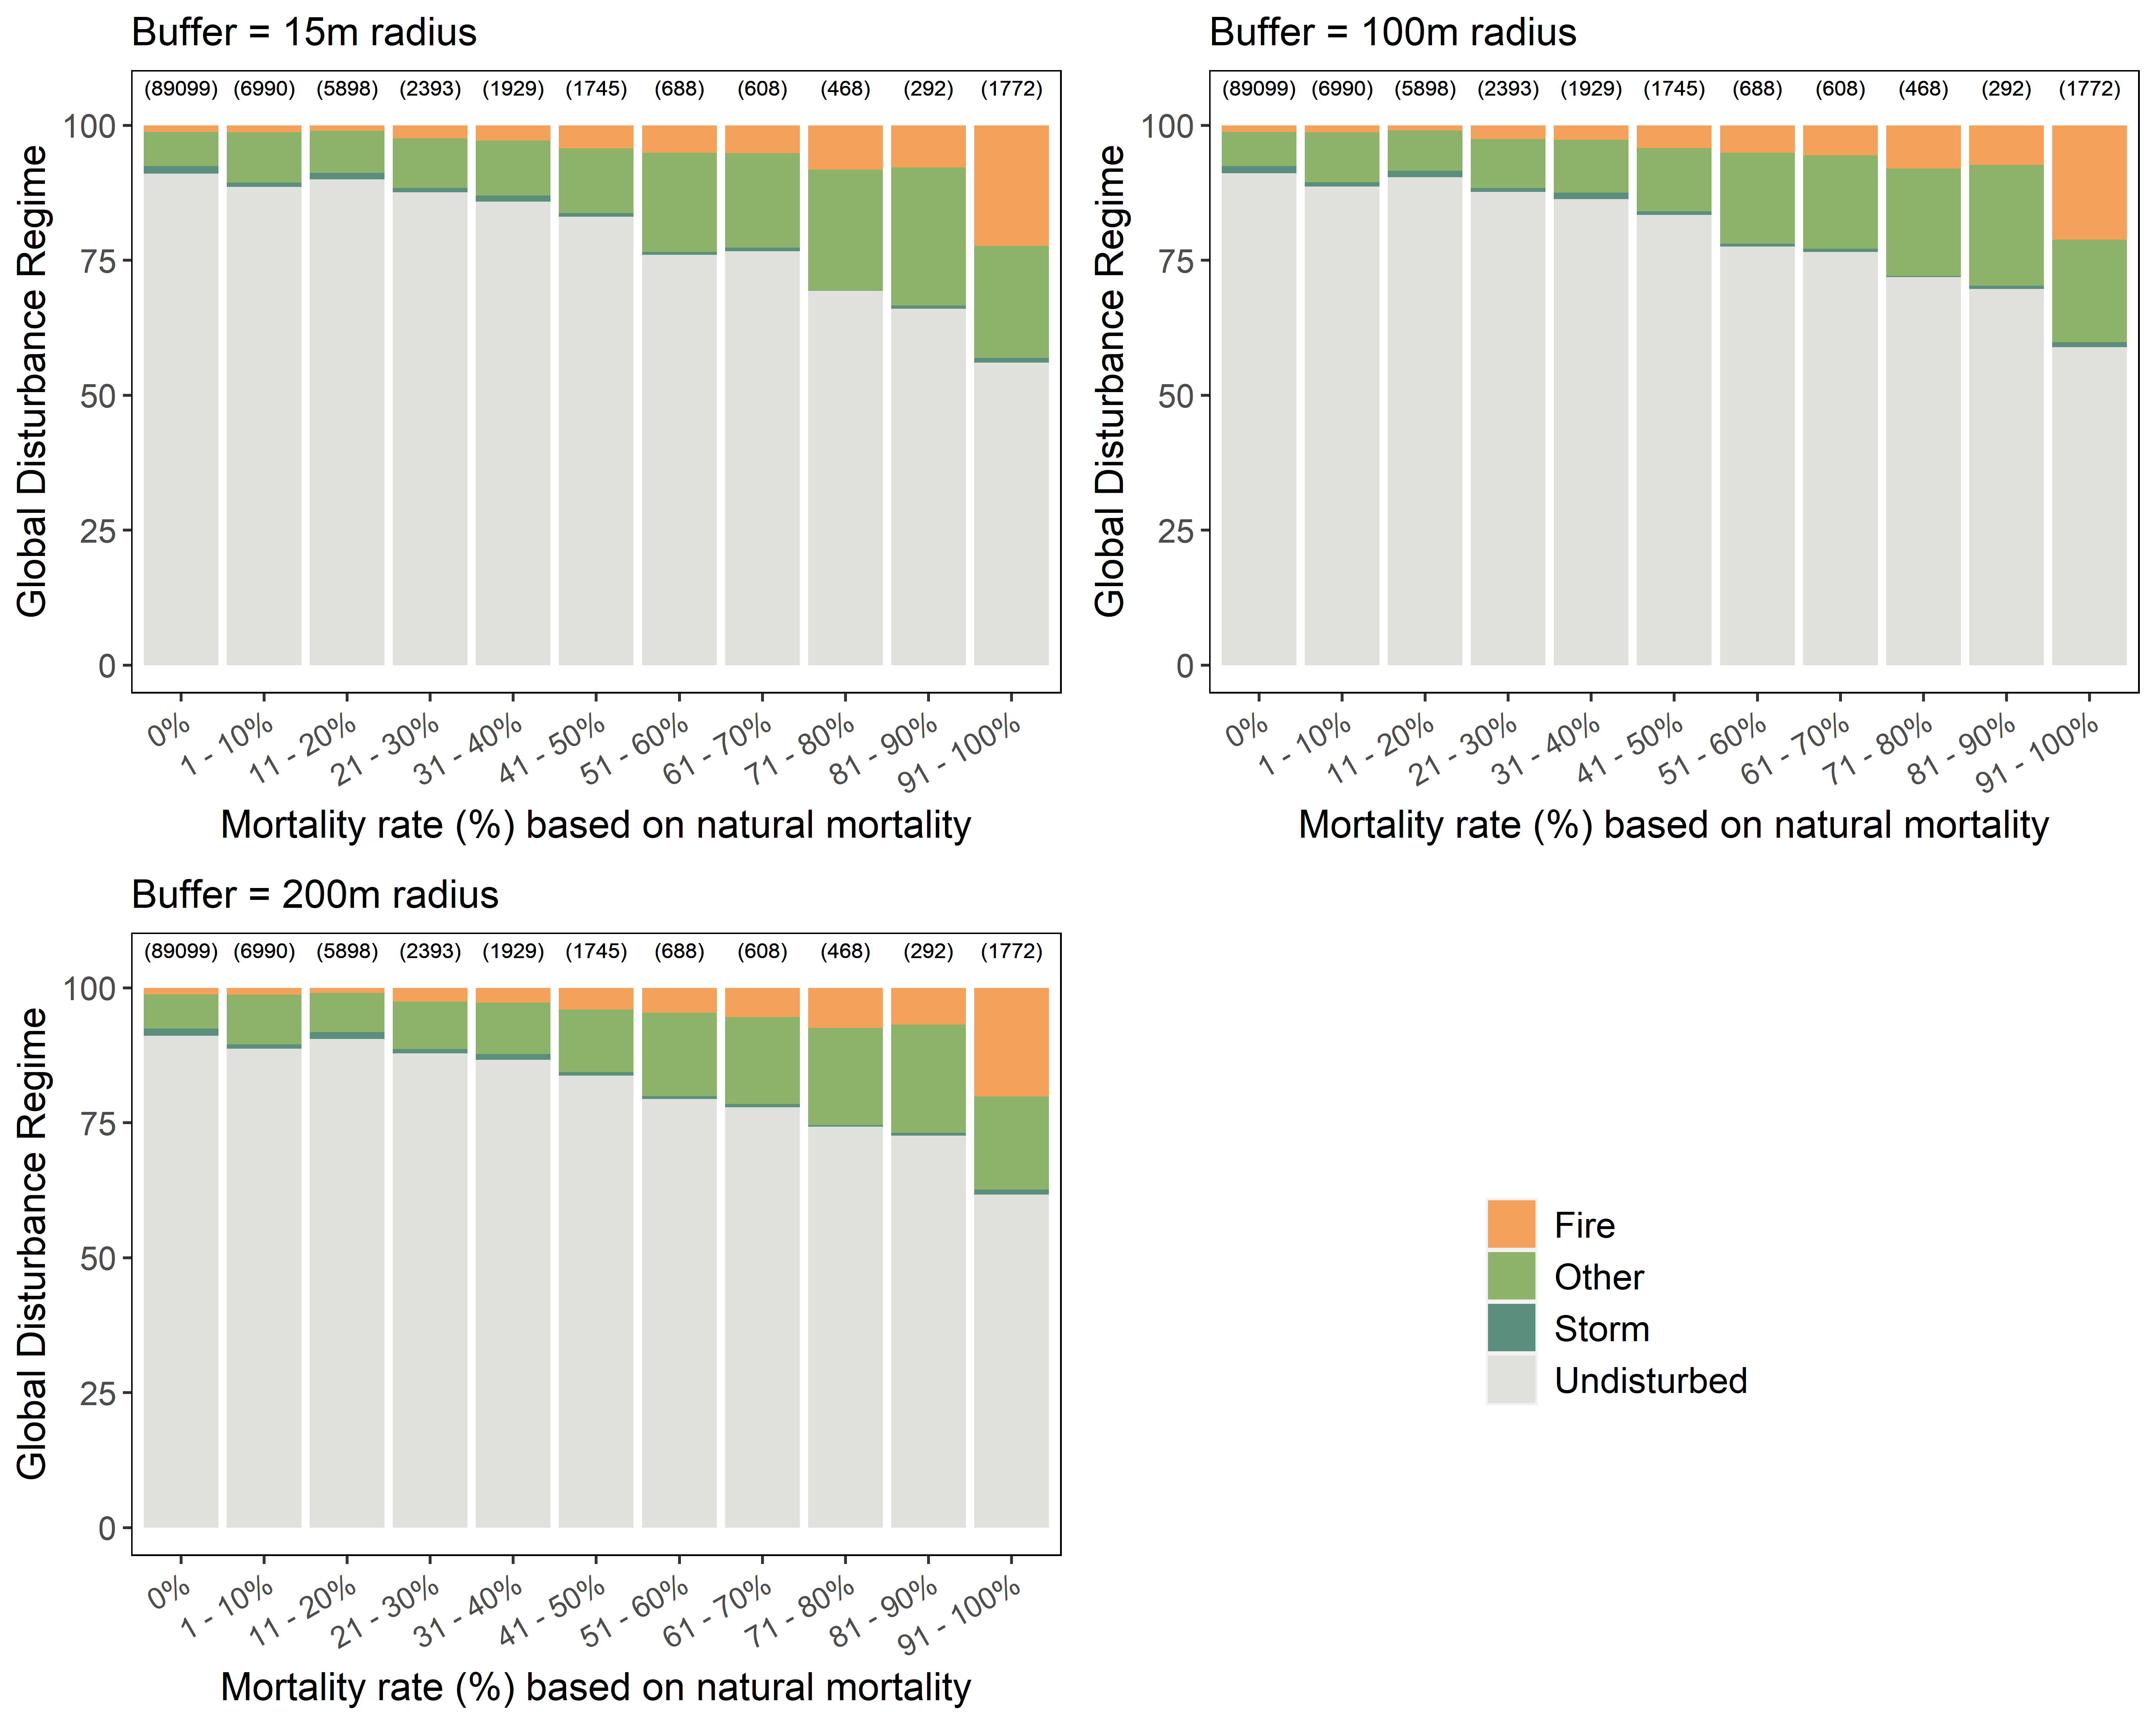 Buffer = 15m radius
(89099) (6990) (5898) (2393) (1929) (1745) (688) (608) (468) (292) (1772)
Global Disturbance Regime
100
75
50
25
0
0%
1 - 10%
11 - 20%
21 - 30%
31 - 40%
41 - 50%
51 - 60%
61 - 70%
71 - 80%
81 - 90%
91 - 100%
Mortality rate (%) based on natural mortality
Buffer = 100m radius
(89099) (6990) (5898) (2393) (1929) (1745) (688) (608) (468) (292) (1772)
Global Disturbance Regime
100
75
50
25
0
0%
1 - 10%
11 - 20%
21 - 30%
31 - 40%
41 - 50%
51 - 60%
61 - 70%
71 - 80%
81 - 90%
91 - 100%
Mortality rate (%) based on natural mortality
Buffer = 200m radius
(89099) (6990) (5898) (2393) (1929) (1745) (688) (608) (468) (292) (1772)
Global Disturbance Regime
100
75
50
25
0
0%
1 - 10%
11 - 20%
21 - 30%
31 - 40%
41 - 50%
51 - 60%
61 - 70%
71 - 80%
81 - 90%
91 - 100%
Mortality rate (%) based on natural mortality
Fire
Other
Storm
Undisturbed